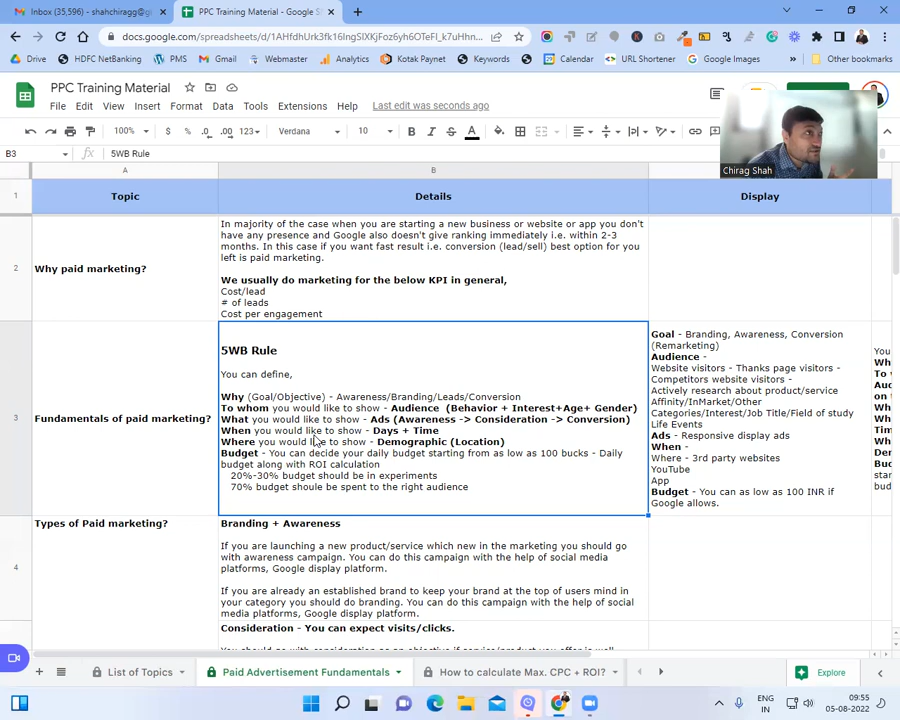 Inbox (35,596) - shahchiragg@g
PPC Training Material - Google S
docs.google.com/spreadsheets/d/1AHfdhUrk3fk16IngSIXKjFoz6yh6OTeFI_k7uHhn...
Drive
HDFC NetBanking
PMS
Gmail
Webmaster
Analytics
Kotak Paynet
Keywords
Calendar
URL Shortener
Google Images
Other bookmarks
PPC Training Material
File Edit View Insert Format Data Tools Extensions Help Last edit was seconds ago
100% $ % .0 .00 123 Verdana 10 B I S A
B3 fx 5WB Rule
Chirag Shah
A B C
1 Topic Details Display
2
Why paid marketing?
In majority of the case when you are starting a new business or website or app you don't
have any presence and Google also doesn't give ranking immediately i.e. within 2-3
months. In this case if you want fast result i.e. conversion (lead/sell) best option for you
left is paid marketing.
We usually do marketing for the below KPI in general,
Cost/lead
# of leads
Cost per engagement
3
Fundamentals of paid marketing?
5WB Rule
You can define,
Why (Goal/Objective) - Awareness/Branding/Leads/Conversion
To whom you would like to show - Audience (Behavior + Interest+Age+ Gender)
What you would like to show - Ads (Awareness -> Consideration -> Conversion)
When you would like to show - Days + Time
Where you would like to show - Demographic (Location)
Budget - You can decide your daily budget starting from as low as 100 bucks - Daily
budget along with ROI calculation
20%-30% budget should be in experiments
70% budget shoule be spent to the right audience
Goal - Branding, Awareness, Conversion
(Remarketing)
Audience -
Website visitors - Thanks page visitors -
Competitors website visitors -
Actively research about product/service
Affinity/InMarket/Other
Categories/Interest/Job Title/Field of study
Life Events
Ads - Responsive display ads
When -
Where - 3rd party websites
YouTube
App
Budget - You can as low as 100 INR if
Google allows.
4
Types of Paid marketing?
Branding + Awareness
If you are launching a new product/service which new in the marketing you should go
with awareness campaign. You can do this campaign with the help of social media
platforms, Google display platform.
If you are already an established brand to keep your brand at the top of users mind in
your category you should do branding. You can do this campaign with the help of social
media platforms, Google display platform.
Consideration - You can expect visits/clicks.
List of Topics
Paid Advertisement Fundamentals
How to calculate Max. CPC + ROI?
Explore
ENG
IN
09:55
05-08-2022